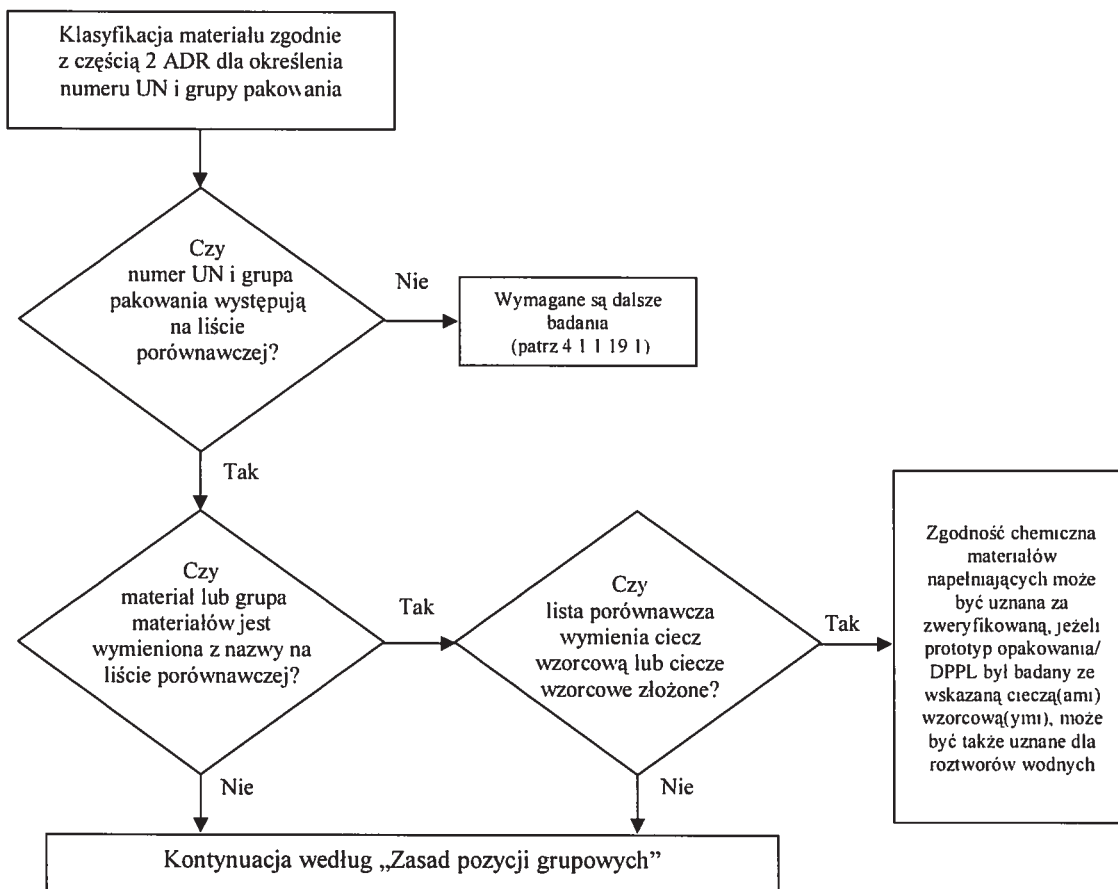 Klasyfikacja materiału zgodnie
z częścią 2 ADR dla określenia
numeru UN i grupy pakowania
Czy
numer UN i grupa
pakowania występują
na liście
porównawczej?
Nie
Wymagane są dalsze
badania
(patrz 4 1 1 19 1)
Tak
Czy
materiał lub grupa
materiałów jest
wymieniona z nazwy na
liście porównawczej?
Tak
Czy
lista porównawcza
wymienia ciecz
wzorcową lub ciecze
wzorcowe złożone?
Tak
Zgodność chemiczna
materiałów
napełniających może
być uznana za
zweryfikowaną, jeżeli
prototyp opakowania/
DPPL był badany ze
wskazaną cieczą(ami)
wzorcową(ymi), może
być także uznane dla
roztworów wodnych
Nie
Nie
Kontynuacja według „Zasad pozycji grupowych”